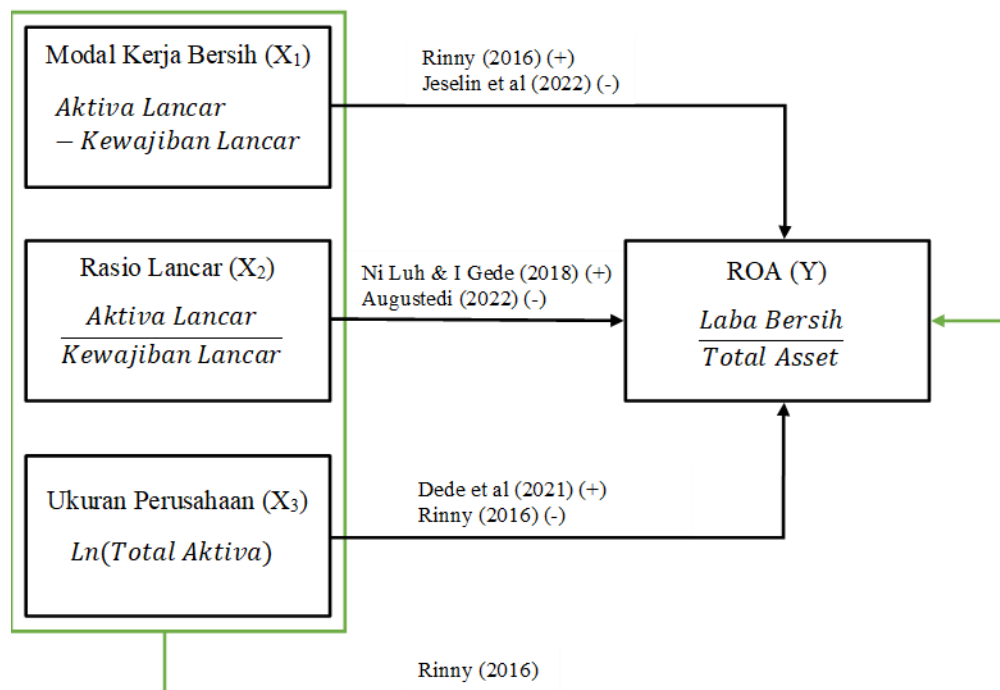 Modal Kerja Bersih (X₁)
Aktiva Lancar
− Kewajiban Lancar
Rinny (2016) (+)
Jeselin et al (2022) (-)
Rasio Lancar (X₂)
Aktiva Lancar
Kewajiban Lancar
Ni Luh & I Gede (2018) (+)
Augustedi (2022) (-)
ROA (Y)
Laba Bersih
Total Asset
Ukuran Perusahaan (X₃)
Ln(Total Aktiva)
Dede et al (2021) (+)
Rinny (2016) (-)
Rinny (2016)